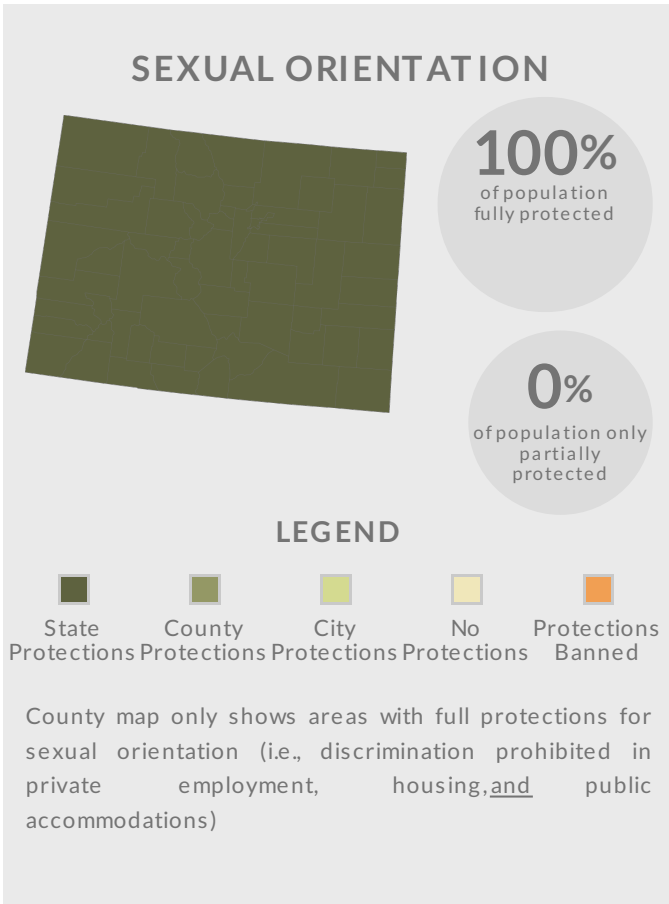 SEXUAL ORIENTATION
100%
of population
fully protected
0%
of population only
partially
protected
LEGEND
State
Protections
County
Protections
City
Protections
No
Protections
Protections
Banned
County map only shows areas with full protections for
sexual orientation (i.e., discrimination prohibited in
private employment, housing, and public
accommodations)